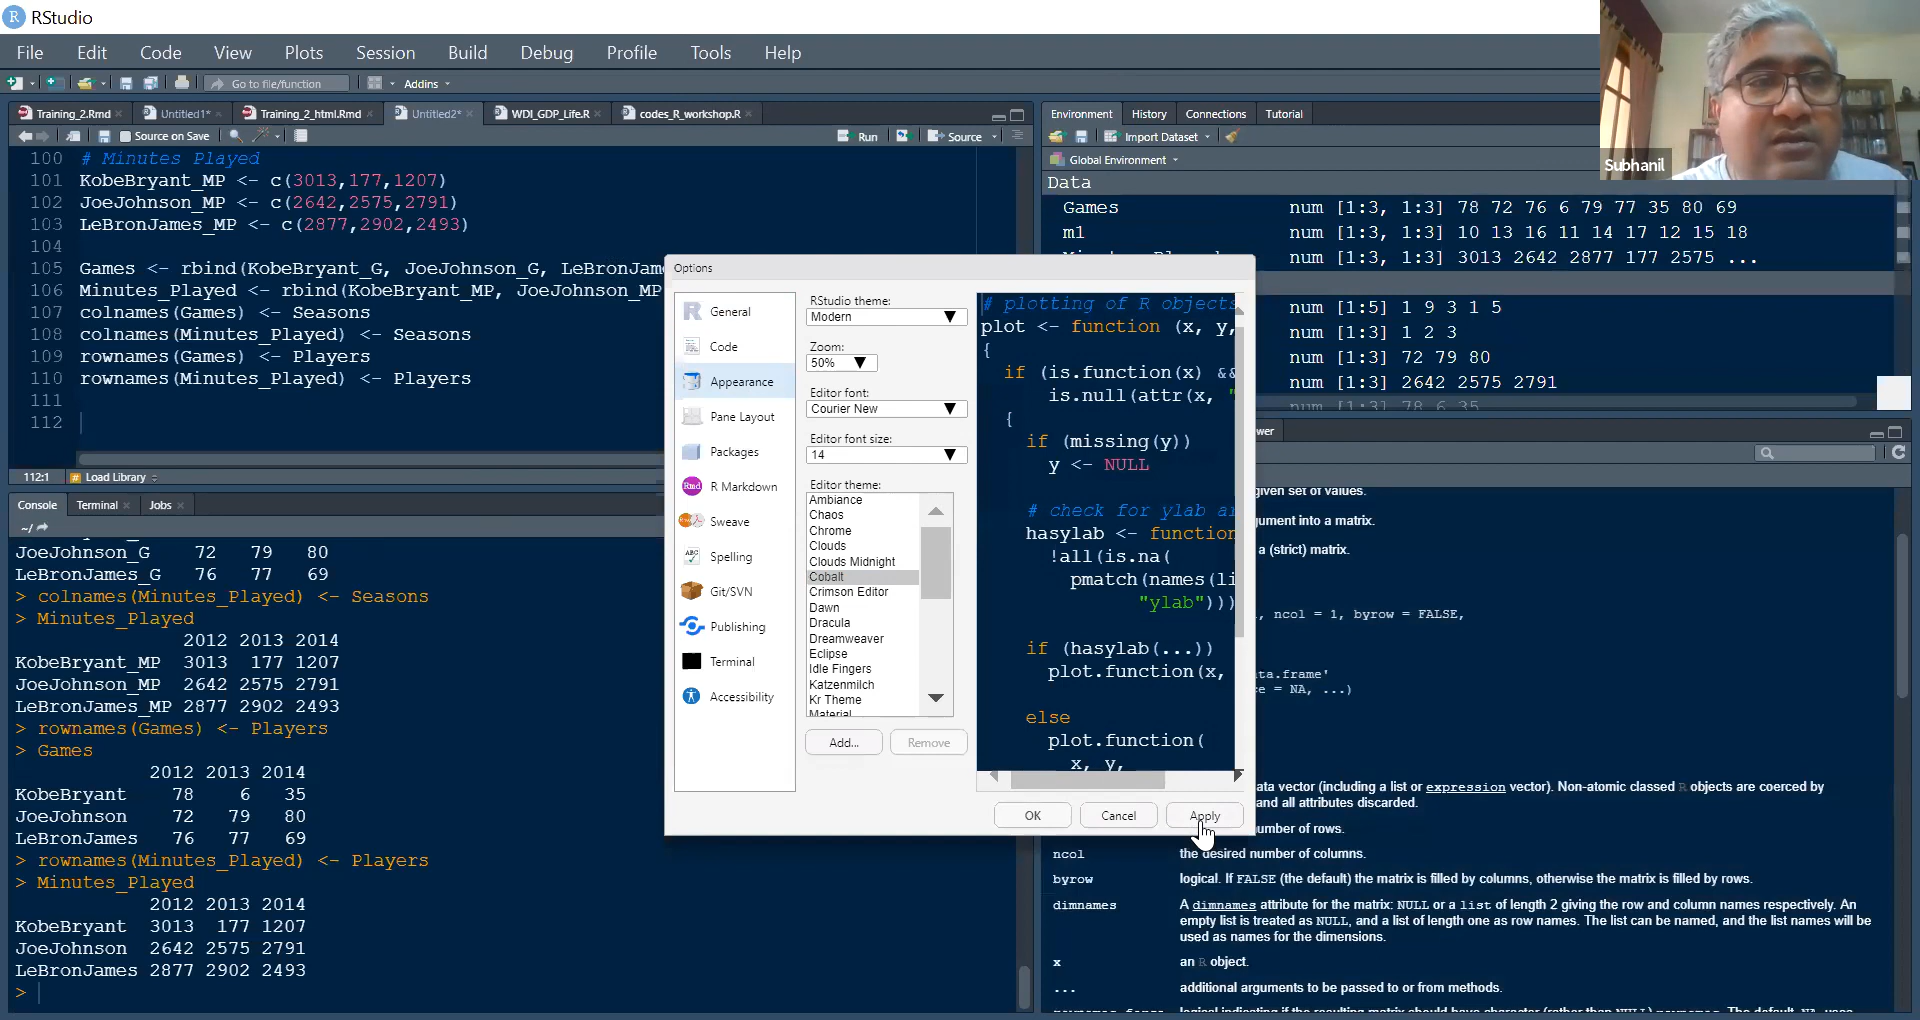 RStudio
File Edit Code View Plots Session Build Debug Profile Tools Help
Go to file/function Addins
Training_2.Rmd Untitled1* Training_2_html.Rmd Untitled2* WDI_GDP_Life.R codes_R_workshop.R
Source on Save Run Source
100 # Minutes Played
101 KobeBryant_MP <- c(3013,177,1207)
102 JoeJohnson_MP <- c(2642,2575,2791)
103 LeBronJames_MP <- c(2877,2902,2493)
104
105 Games <- rbind(KobeBryant_G, JoeJohnson_G, LeBronJam
106 Minutes_Played <- rbind(KobeBryant_MP, JoeJohnson_MP
107 colnames(Games) <- Seasons
108 colnames(Minutes_Played) <- Seasons
109 rownames(Games) <- Players
110 rownames(Minutes_Played) <- Players
111
112
112:1 # Load Library
Console Terminal Jobs
~/
JoeJohnson_G 72 79 80
LeBronJames_G 76 77 69
> colnames(Minutes_Played) <- Seasons
> Minutes_Played
2012 2013 2014
KobeBryant_MP 3013 177 1207
JoeJohnson_MP 2642 2575 2791
LeBronJames_MP 2877 2902 2493
> rownames(Games) <- Players
> Games
2012 2013 2014
KobeBryant 78 6 35
JoeJohnson 72 79 80
LeBronJames 76 77 69
> rownames(Minutes_Played) <- Players
> Minutes_Played
2012 2013 2014
KobeBryant 3013 177 1207
JoeJohnson 2642 2575 2791
LeBronJames 2877 2902 2493
>
Options
General
Code
Appearance
Pane Layout
Packages
R Markdown
Sweave
Spelling
Git/SVN
Publishing
Terminal
Accessibility
RStudio theme:
Modern
Zoom:
50%
Editor font:
Courier New
Editor font size:
14
Editor theme:
Ambiance
Chaos
Chrome
Clouds
Clouds Midnight
Cobalt
Crimson Editor
Dawn
Dracula
Dreamweaver
Eclipse
Idle Fingers
Katzenmilch
Kr Theme
Material
Add... Remove
# plotting of R objects
plot <- function (x, y,
{
if (is.function(x) &&
is.null(attr(x, "
{
if (missing(y))
y <- NULL
# check for ylab a
hasylab <- function
!all(is.na(
pmatch(names(li
"ylab")))
if (hasylab(...))
plot.function(x,
else
plot.function(
x, y,
OK Cancel Apply
Environment History Connections Tutorial
Import Dataset
Global Environment
Data
Games num [1:3, 1:3] 78 72 76 6 79 77 35 80 69
m1 num [1:3, 1:3] 10 13 16 11 14 17 12 15 18
num [1:3, 1:3] 3013 2642 2877 177 2575 ...
num [1:5] 1 9 3 1 5
num [1:3] 1 2 3
num [1:3] 72 79 80
num [1:3] 2642 2575 2791
num [1:3] 78 6 35
Subhanil
wer
given set of values.
ument into a matrix.
a (strict) matrix.
, ncol = 1, byrow = FALSE,
ta.frame'
e = NA, ...)
ata vector (including a list or expression vector). Non-atomic classed R objects are coerced by
and all attributes discarded.
umber of rows.
ncol the desired number of columns.
byrow logical. If FALSE (the default) the matrix is filled by columns, otherwise the matrix is filled by rows.
dimnames A dimnames attribute for the matrix: NULL or a list of length 2 giving the row and column names respectively. An
empty list is treated as NULL, and a list of length one as row names. The list can be named, and the list names will be
used as names for the dimensions.
x an R object.
... additional arguments to be passed to or from methods.